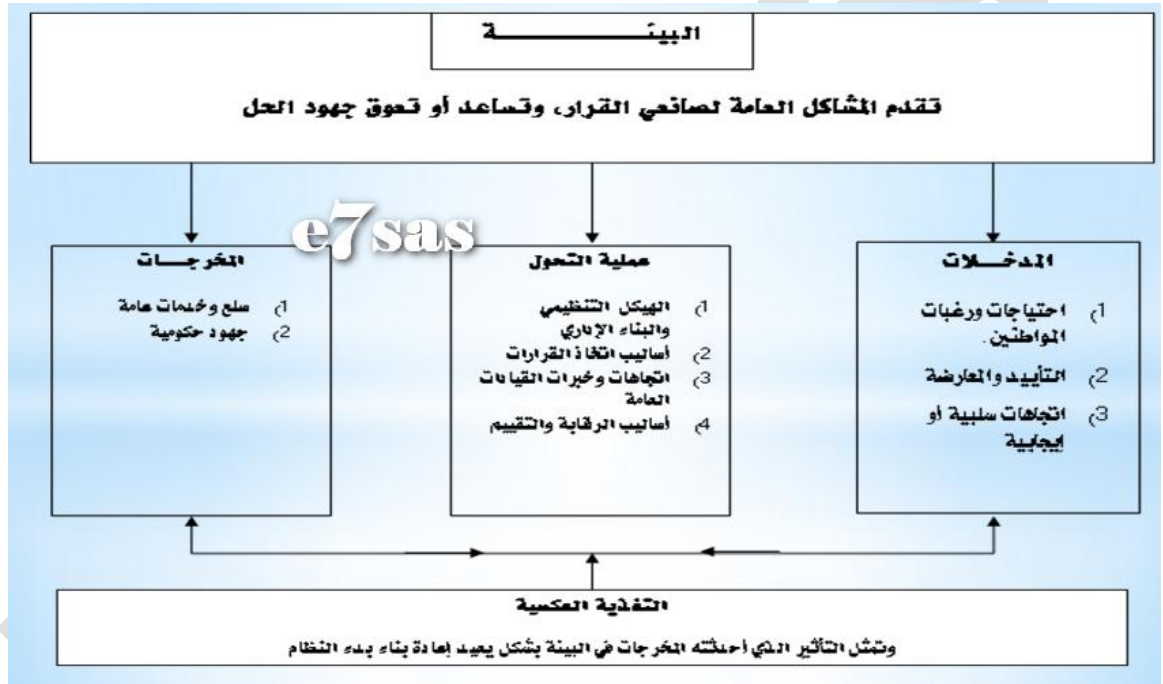 البيئـــــــــة
تقدم المشاكل العامة لصانعي القرار، وتساعد أو تعوق جهود الحل
e7sas
المدخـــلات
1) احتياجات ورغبات
المواطنين.
2) التأييد والمعارضة
3) اتجاهات سلبية أو
إيجابية
عملية التحول
1) الهيكل التنظيمي
والبناء الإداري
2) أساليب اتخاذ القرارات
3) اتجاهات وخبرات القيادات
العامة
4) أساليب الرقابة والتقييم
المخرجـــات
1) سلع وخدمات عامة
2) جهود حكومية
التغذية العكسية
وتمثل التأثير الذي أحدثته المخرجات في البيئة بشكل يعيد إعادة بناء بدء النظام